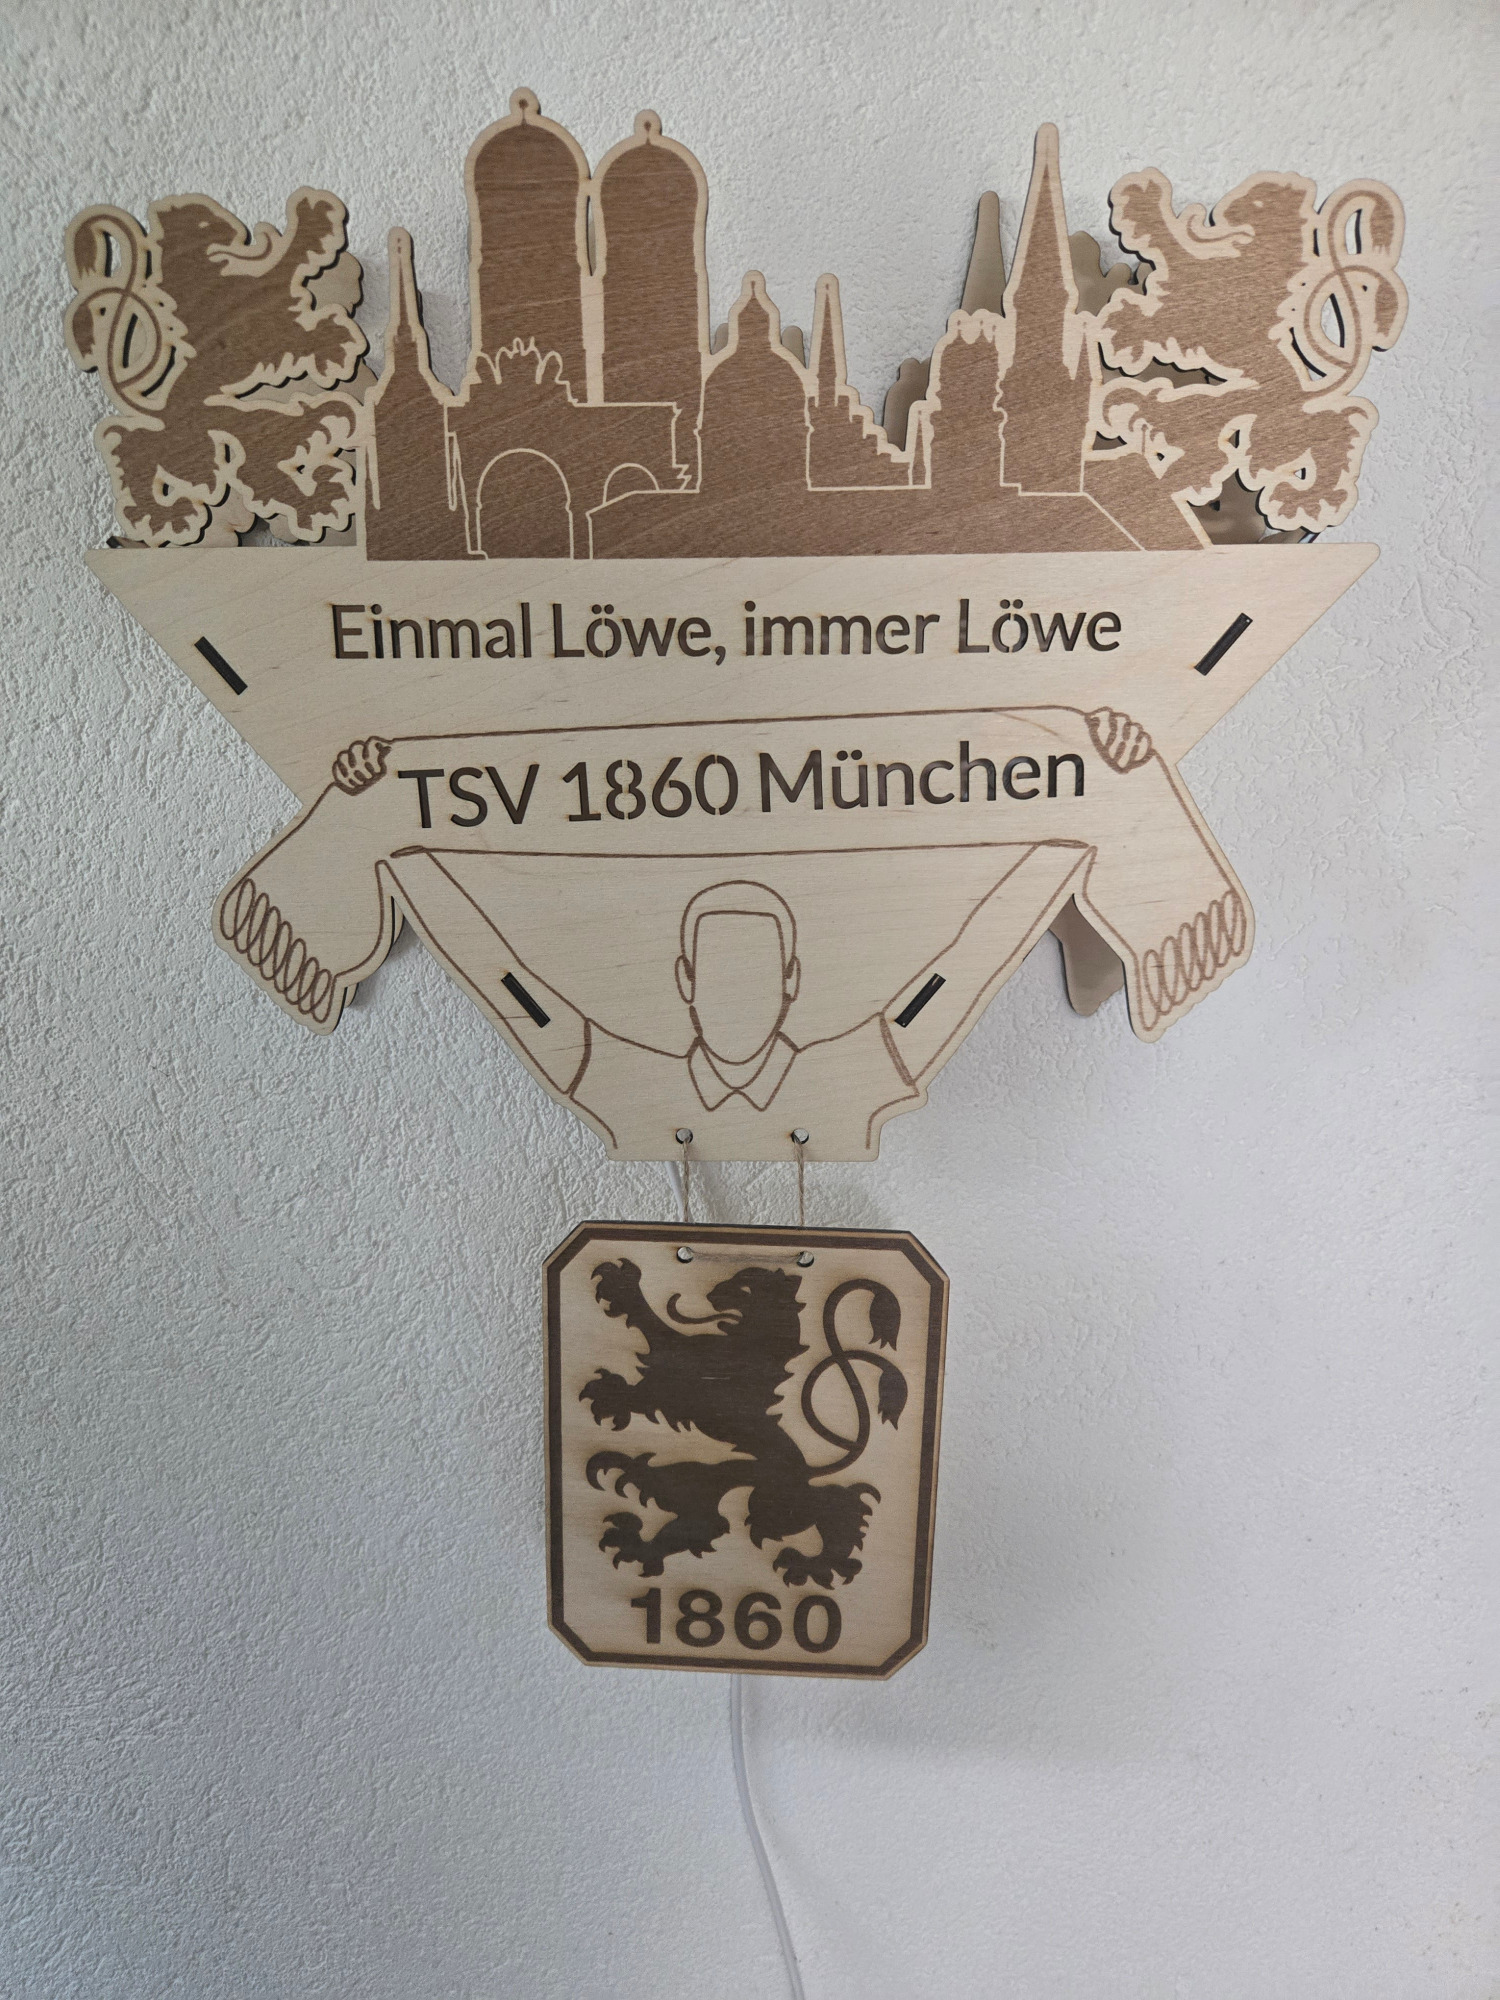 Einmal Löwe, immer Löwe
TSV 1860 München
1860